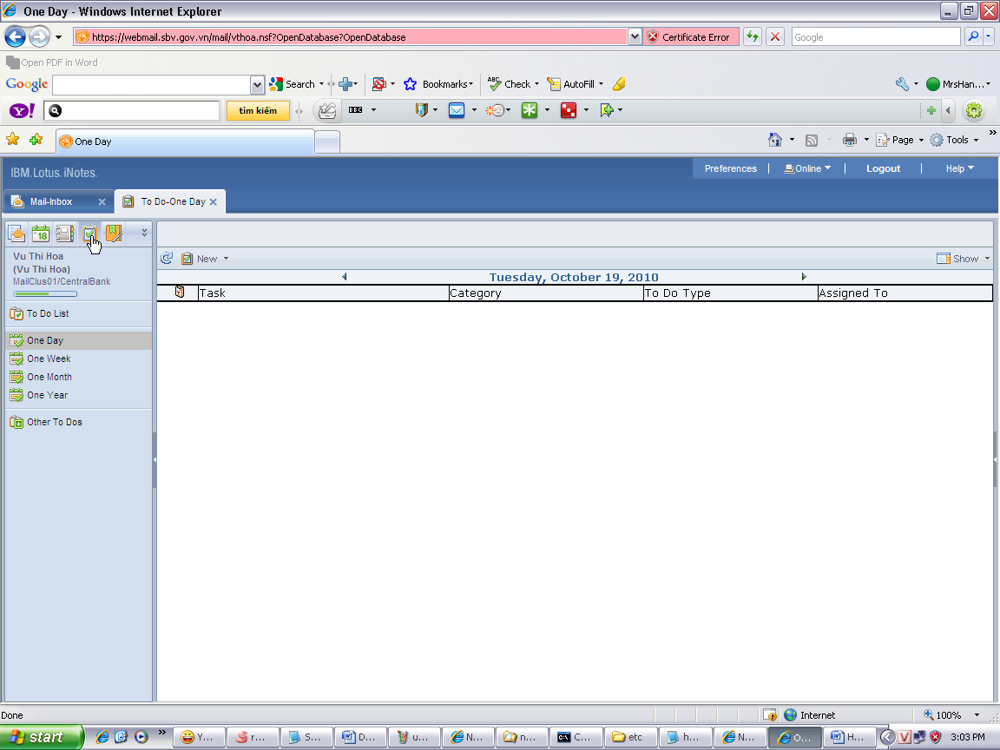 One Day - Windows Internet Explorer
https://webmail.sbv.gov.vn/mail/vthoa.nsf?OpenDatabase?OpenDatabase
Certificate Error
Google
Open PDF in Word
Google
Search
Bookmarks
ABC
Check
AutoFill
MrsHan...
Y!
tìm kiếm
BBC
One Day
Page
Tools
IBM. Lotus. iNotes.
Preferences
Online
Logout
Help
Mail-Inbox
To Do-One Day
18
Vu Thi Hoa
(Vu Thi Hoa)
MailClus01/CentralBank
To Do List
One Day
One Week
One Month
One Year
Other To Dos
New
Show
Tuesday, October 19, 2010
Task
Category
To Do Type
Assigned To
Done
Internet
100%
start
Y...
r...
S...
D...
u...
N...
n...
C...
etc
h...
N...
O...
H...
3:03 PM